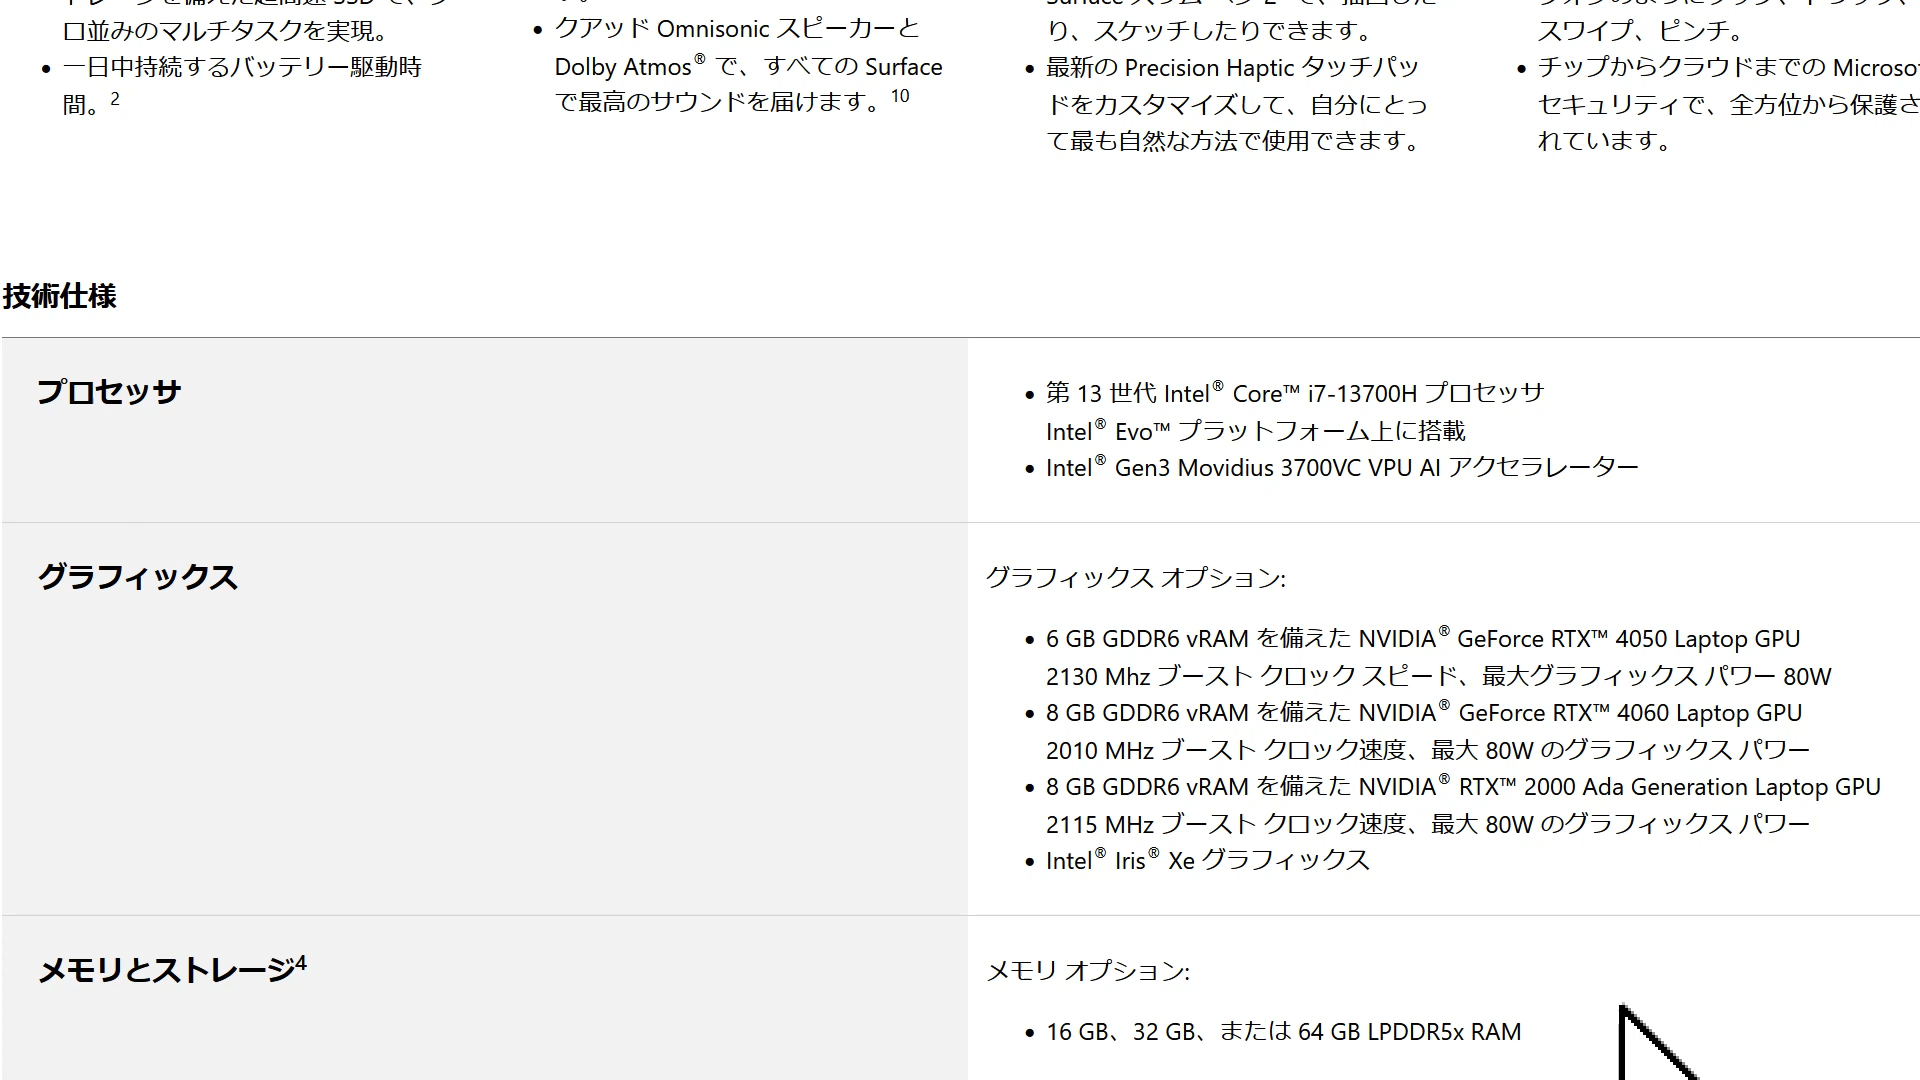 ロ並みのマルチタスクを実現。
• 一日中持続するバッテリー駆動時
間。2
• クアッド Omnisonic スピーカーと
Dolby Atmos® で、すべての Surface
で最高のサウンドを届けます。10
り、スケッチしたりできます。
• 最新の Precision Haptic タッチパッ
ドをカスタマイズして、自分にとっ
て最も自然な方法で使用できます。
スワイプ、ピンチ。
• チップからクラウドまでの Microsof
セキュリティで、全方位から保護さ
れています。
技術仕様
プロセッサ
• 第 13 世代 Intel® Core™ i7-13700H プロセッサ
Intel® Evo™ プラットフォーム上に搭載
• Intel® Gen3 Movidius 3700VC VPU AI アクセラレーター
グラフィックス
グラフィックス オプション:
• 6 GB GDDR6 vRAM を備えた NVIDIA® GeForce RTX™ 4050 Laptop GPU
2130 Mhz ブースト クロック スピード、最大グラフィックス パワー 80W
• 8 GB GDDR6 vRAM を備えた NVIDIA® GeForce RTX™ 4060 Laptop GPU
2010 MHz ブースト クロック速度、最大 80W のグラフィックス パワー
• 8 GB GDDR6 vRAM を備えた NVIDIA® RTX™ 2000 Ada Generation Laptop GPU
2115 MHz ブースト クロック速度、最大 80W のグラフィックス パワー
• Intel® Iris® Xe グラフィックス
メモリとストレージ4
メモリ オプション:
• 16 GB、32 GB、または 64 GB LPDDR5x RAM